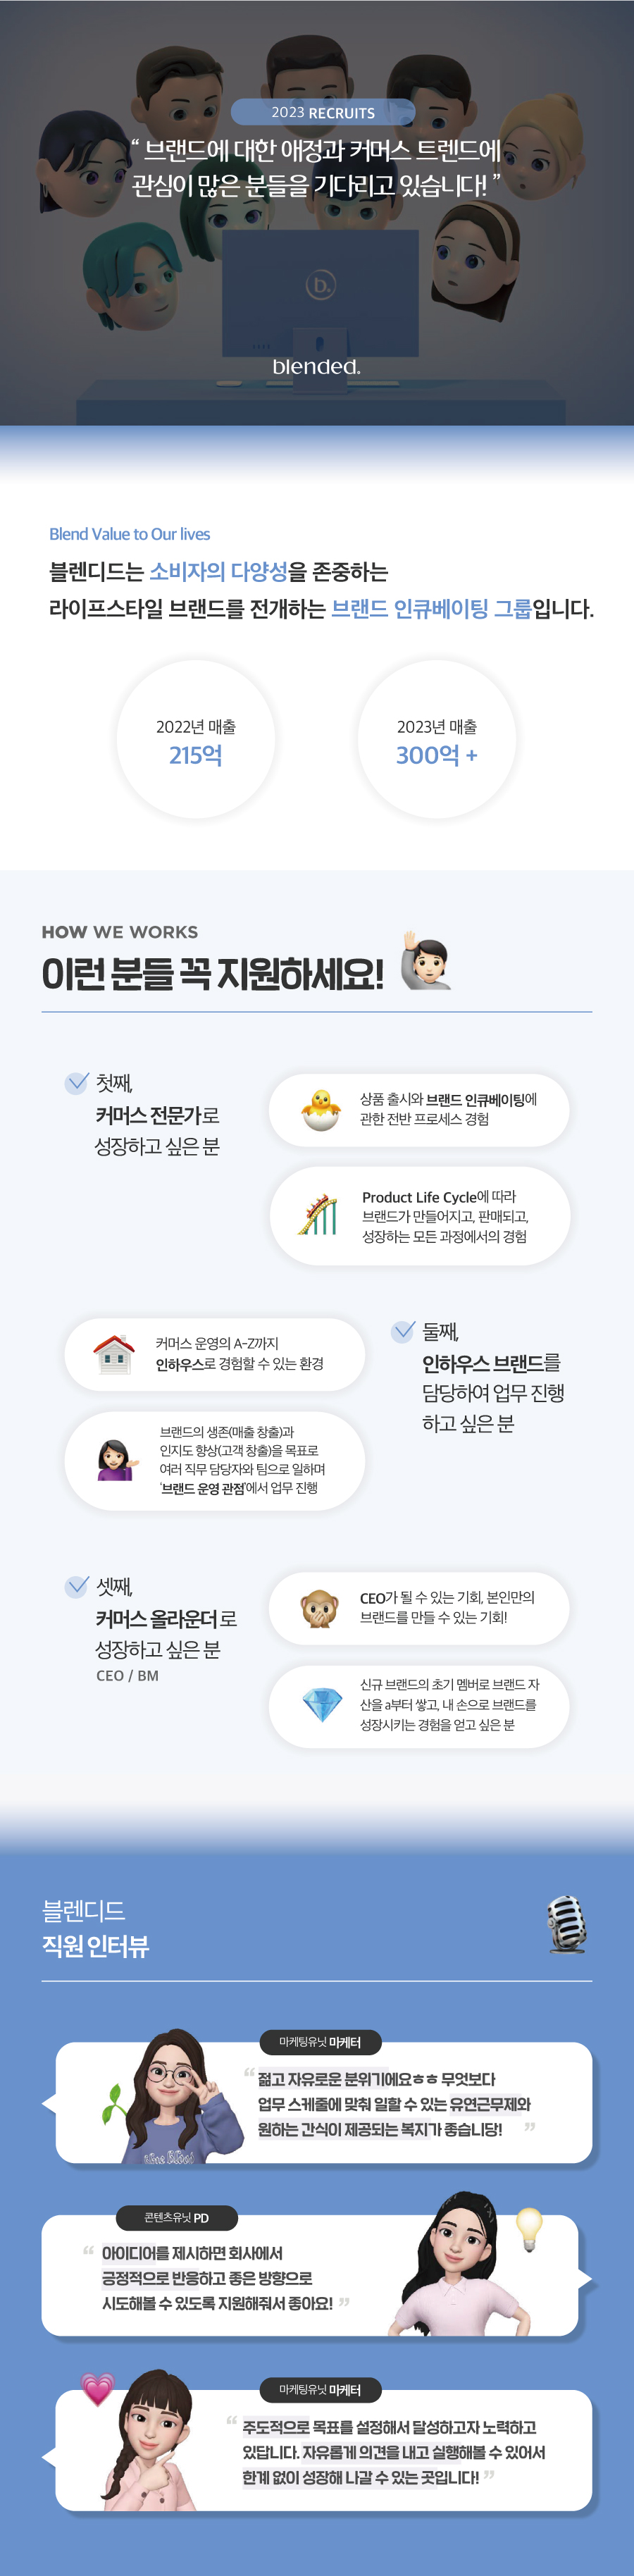 2023 RECRUITS
“ 브랜드에 대한 애정과 커머스 트렌드에
관심이 많은 분들을 기다리고 있습니다! ”
b.
blended.
Blend Value to Our lives
블렌디드는 소비자의 다양성을 존중하는
라이프스타일 브랜드를 전개하는 브랜드 인큐베이팅 그룹입니다.
2022년 매출
215억
2023년 매출
300억 +
HOW WE WORKS
이런 분들 꼭 지원하세요!
첫째,
커머스 전문가로
성장하고 싶은 분
상품 출시와 브랜드 인큐베이팅에
관한 전반 프로세스 경험
Product Life Cycle에 따라
브랜드가 만들어지고, 판매되고,
성장하는 모든 과정에서의 경험
둘째,
인하우스 브랜드를
담당하여 업무 진행
하고 싶은 분
커머스 운영의 A-Z까지
인하우스로 경험할 수 있는 환경
브랜드의 생존(매출 창출)과
인지도 향상(고객 창출)을 목표로
여러 직무 담당자와 팀으로 일하며
'브랜드 운영 관점'에서 업무 진행
셋째,
커머스 올라운더 로
성장하고 싶은 분
CEO / BM
CEO가 될 수 있는 기회, 본인만의
브랜드를 만들 수 있는 기회!
신규 브랜드의 초기 멤버로 브랜드 자
산을 a부터 쌓고, 내 손으로 브랜드를
성장시키는 경험을 얻고 싶은 분
블렌디드
직원 인터뷰
마케팅유닛 마케터
“ 젊고 자유로운 분위기에요ㅎㅎ 무엇보다
업무 스케줄에 맞춰 일할 수 있는 유연근무제와
원하는 간식이 제공되는 복지가 좋습니당! ”
콘텐츠유닛 PD
“ 아이디어를 제시하면 회사에서
긍정적으로 반응하고 좋은 방향으로
시도해볼 수 있도록 지원해줘서 좋아요! ”
마케팅유닛 마케터
“ 주도적으로 목표를 설정해서 달성하고자 노력하고
있답니다. 자유롭게 의견을 내고 실행해볼 수 있어서
한계 없이 성장해 나갈 수 있는 곳입니다! ”